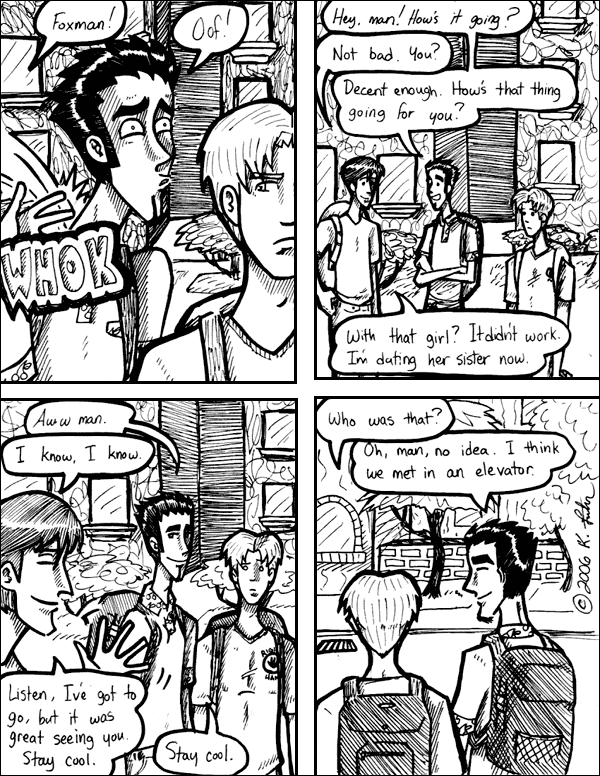 Foxman!
Oof!
WHOK
Hey, man! How's it going?
Not bad. You?
Decent enough. How's that thing
going for you?
With that girl? It didn't work.
I'm dating her sister now.
Aww man.
I know, I know.
Listen, I've got to
go, but it was
great seeing you.
Stay cool.
Stay cool.
Who was that?
Oh, man, no idea. I think
we met in an elevator.
© 2006 K.